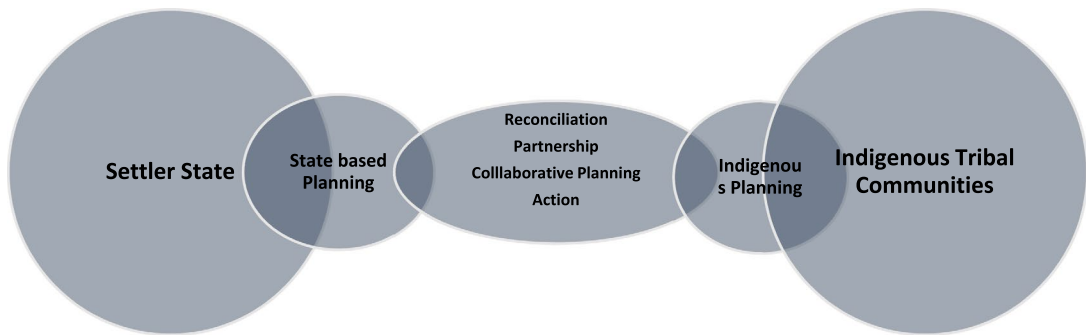 Settler State
State based
Planning
Reconciliation
Partnership
Colllaborative Planning
Action
Indigenou
s Planning
Indigenous Tribal
Communities